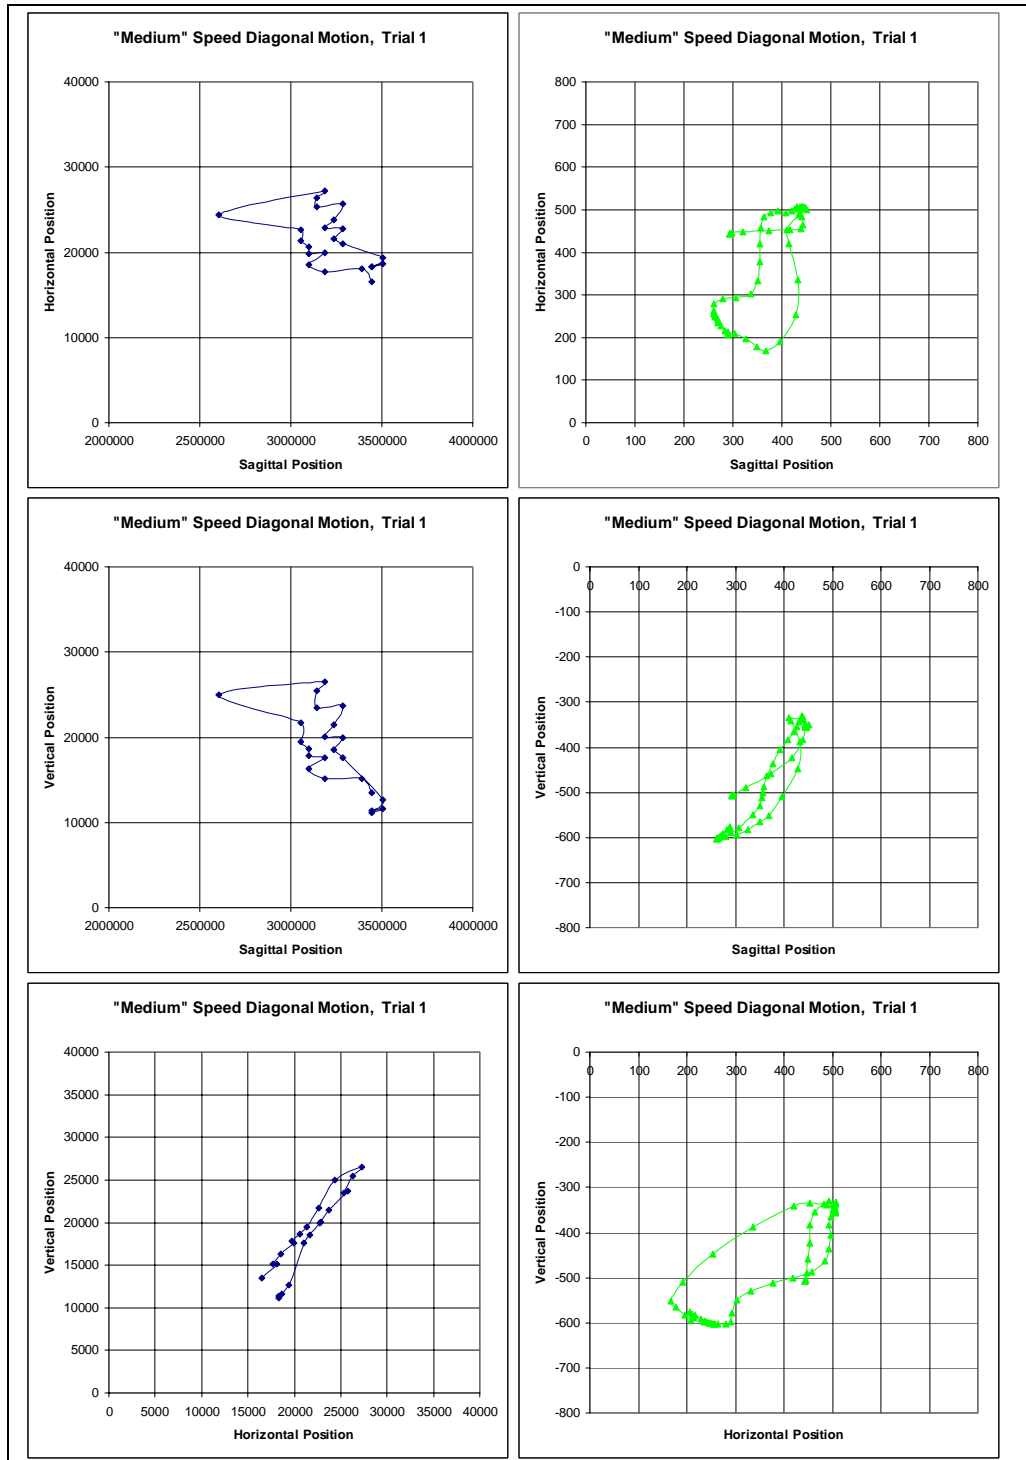 "Medium" Speed Diagonal Motion,  Trial 1
40000
30000
20000
10000
0
2000000 2500000 3000000 3500000 4000000
Horizontal Position
Sagittal Position
"Medium" Speed Diagonal Motion,  Trial 1
800
700
600
500
400
300
200
100
0
0 100 200 300 400 500 600 700 800
Horizontal Position
Sagittal Position
"Medium" Speed Diagonal Motion,  Trial 1
40000
30000
20000
10000
0
2000000 2500000 3000000 3500000 4000000
Vertical Position
Sagittal Position
"Medium" Speed Diagonal Motion,  Trial 1
0
0 100 200 300 400 500 600 700 800
-100
-200
-300
-400
-500
-600
-700
-800
Vertical Position
Sagittal Position
"Medium" Speed Diagonal Motion,  Trial 1
40000
35000
30000
25000
20000
15000
10000
5000
0
0 5000 10000 15000 20000 25000 30000 35000 40000
Vertical Position
Horizontal Position
"Medium" Speed Diagonal Motion,  Trial 1
0
0 100 200 300 400 500 600 700 800
-100
-200
-300
-400
-500
-600
-700
-800
Vertical Position
Horizontal Position